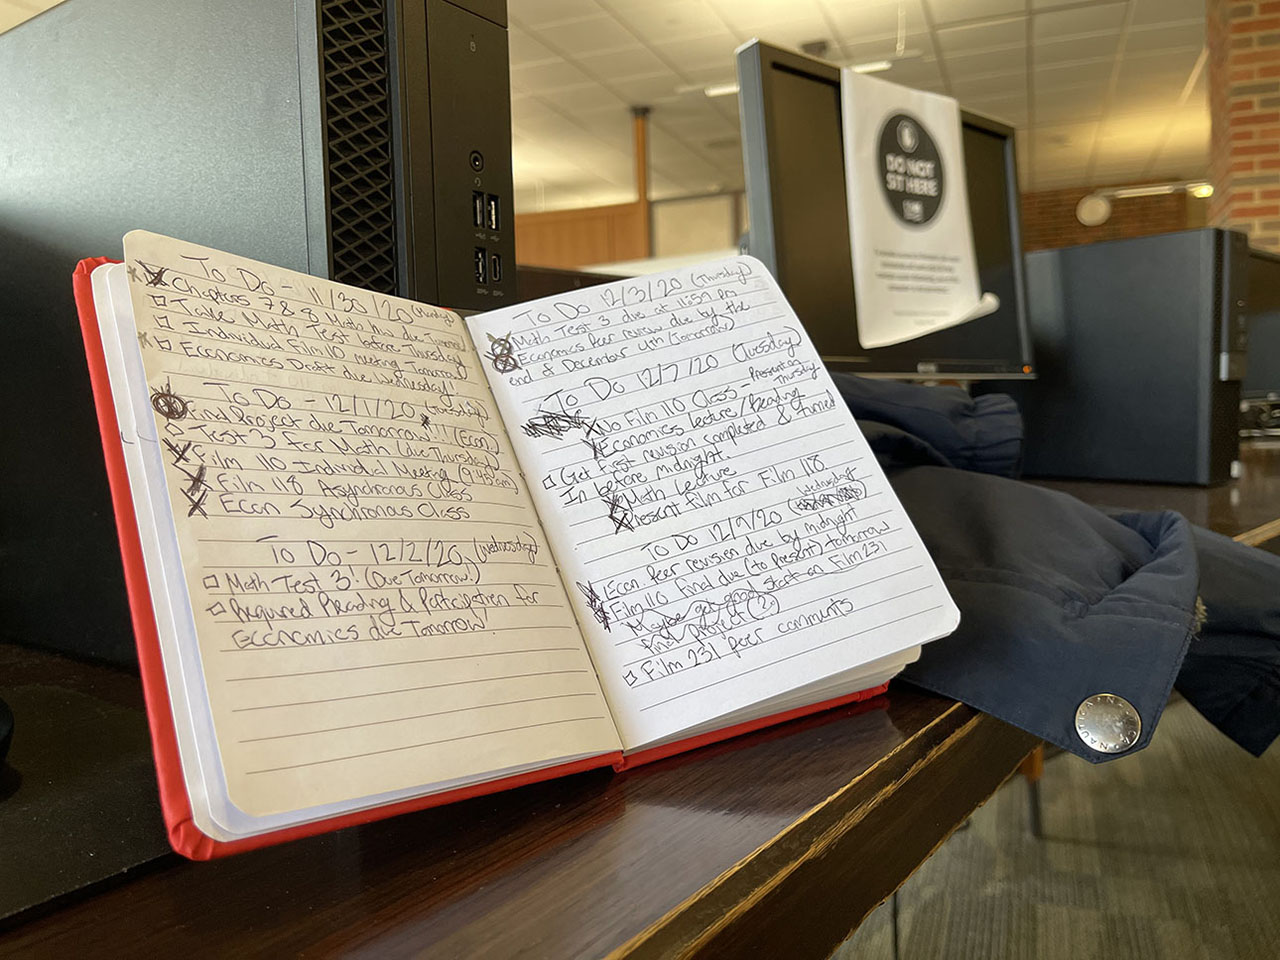 To Do - 11/30/20 (Monday)
Chapters 7 & 8 Math hw due Tomorrow
Take Math Test before Thursday
Individual Film 110 meeting Tomorrow
Economics Draft due Wednesday!
To Do - 12/1/20 (Tuesday)
Final Project due Tomorrow!!! (Econ)
Test 3 For Math (due Thursday)
Film 110 Individual Meeting (9:45am)
Film 118 Asynchronous Class
Econ Synchronous Class
To Do - 12/2/20, (Wednesday)
Math Test 3! (Due Tomorrow!)
Required Reading & Participation for
Economics due Tomorrow
To Do 12/3/20 (Thursday)
Math Test 3 due at 11:59 pm
Economics Peer review due by the
end of December 4th (Tomorrow)
To Do 12/7/20 (Tuesday)
No Film 110 Class - Present on
Thursday
Economics lecture/Reading
Get first revision completed & turned
In before midnight.
Math Lecture
Present film for Film 118.
To Do 12/9/20 Wednesday
Econ. Peer revision due by midnight
Film 110 final due (to present) tomorrow
Maybe get good start on Film 231
final project (?)
Film 231 peer comments
DO NOT
SIT HERE